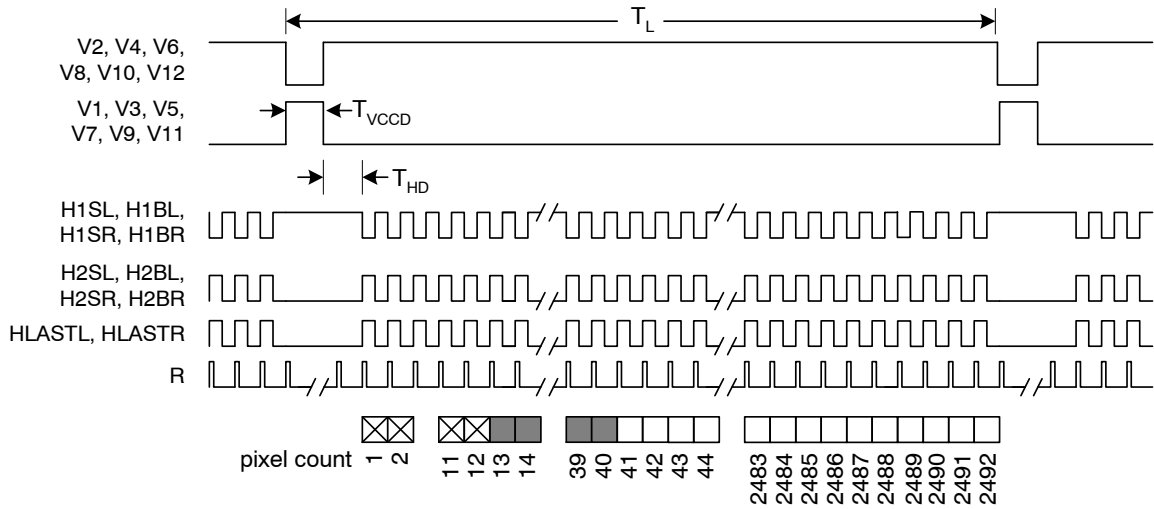 T_L
V2, V4, V6,
V8, V10, V12
V1, V3, V5,
V7, V9, V11
T_VCCD
T_HD
H1SL, H1BL,
H1SR, H1BR
H2SL, H2BL,
H2SR, H2BR
HLASTL, HLASTR
R
pixel count 1 2 11 12 13 14 39 40 41 42 43 44 2483 2484 2485 2486 2487 2488 2489 2490 2491 2492